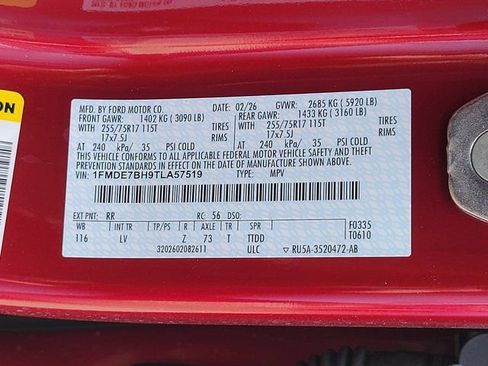 MFD. BY FORD MOTOR CO. 02/26 GVWR: 2685 KG ( 5920 LB)
FRONT GAWR: 1402 KG ( 3090 LB) REAR GAWR: 1433 KG ( 3160 LB)
WITH 255/75R17 115T TIRES WITH 255/75R17 115T TIRES
17x7.5J RIMS 17x7.5J RIMS
AT 240 kPa/ 35 PSI COLD AT 240 kPa/ 35 PSI COLD
THIS VEHICLE CONFORMS TO ALL APPLICABLE FEDERAL MOTOR VEHICLE SAFETY AND THEFT
PREVENTION STANDARDS IN EFFECT ON THE DATE OF MANUFACTURE SHOWN ABOVE.
VIN: 1FMDE7BH9TLA57519 TYPE: MPV
EXT PNT: RR RC: 56 DSO: F0335
WB INT TR TP/PS R AXLE TR SPR T0610
116 LV Z 73 T TTDD
3202602082611 ULC RU5A-3520472-AB